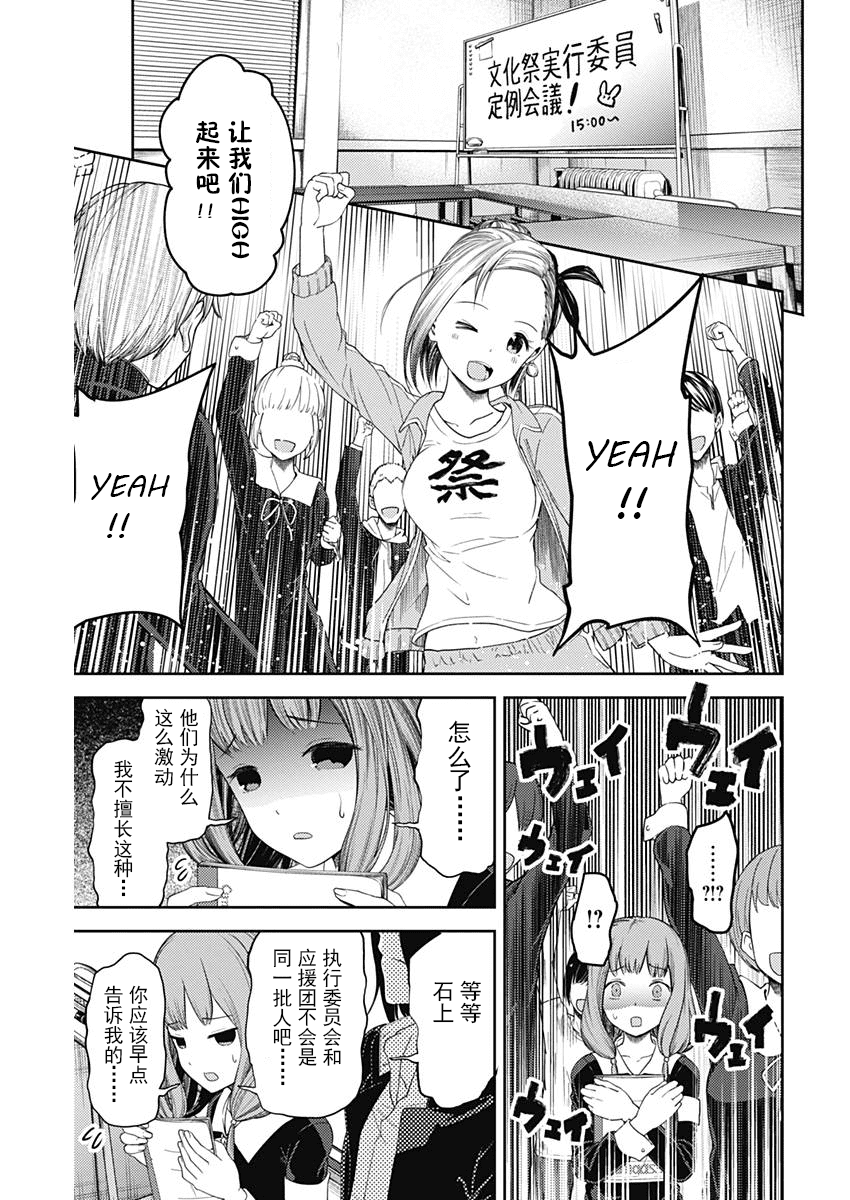 文化祭実行委員
定例会議!
15:00~
让我们(HIGH)
起来吧!!
祭
YEAH
!!
YEAH
!!
ウェイ
ウェイ
ウェイ
……?!?
!?
ウェイ
ウェイ
怎么了……
他们为什么
这么激动
我不擅长这种…
等等
石上
执行委员会和
应援团不会是
同一批人吧……
你应该早点
告诉我的…